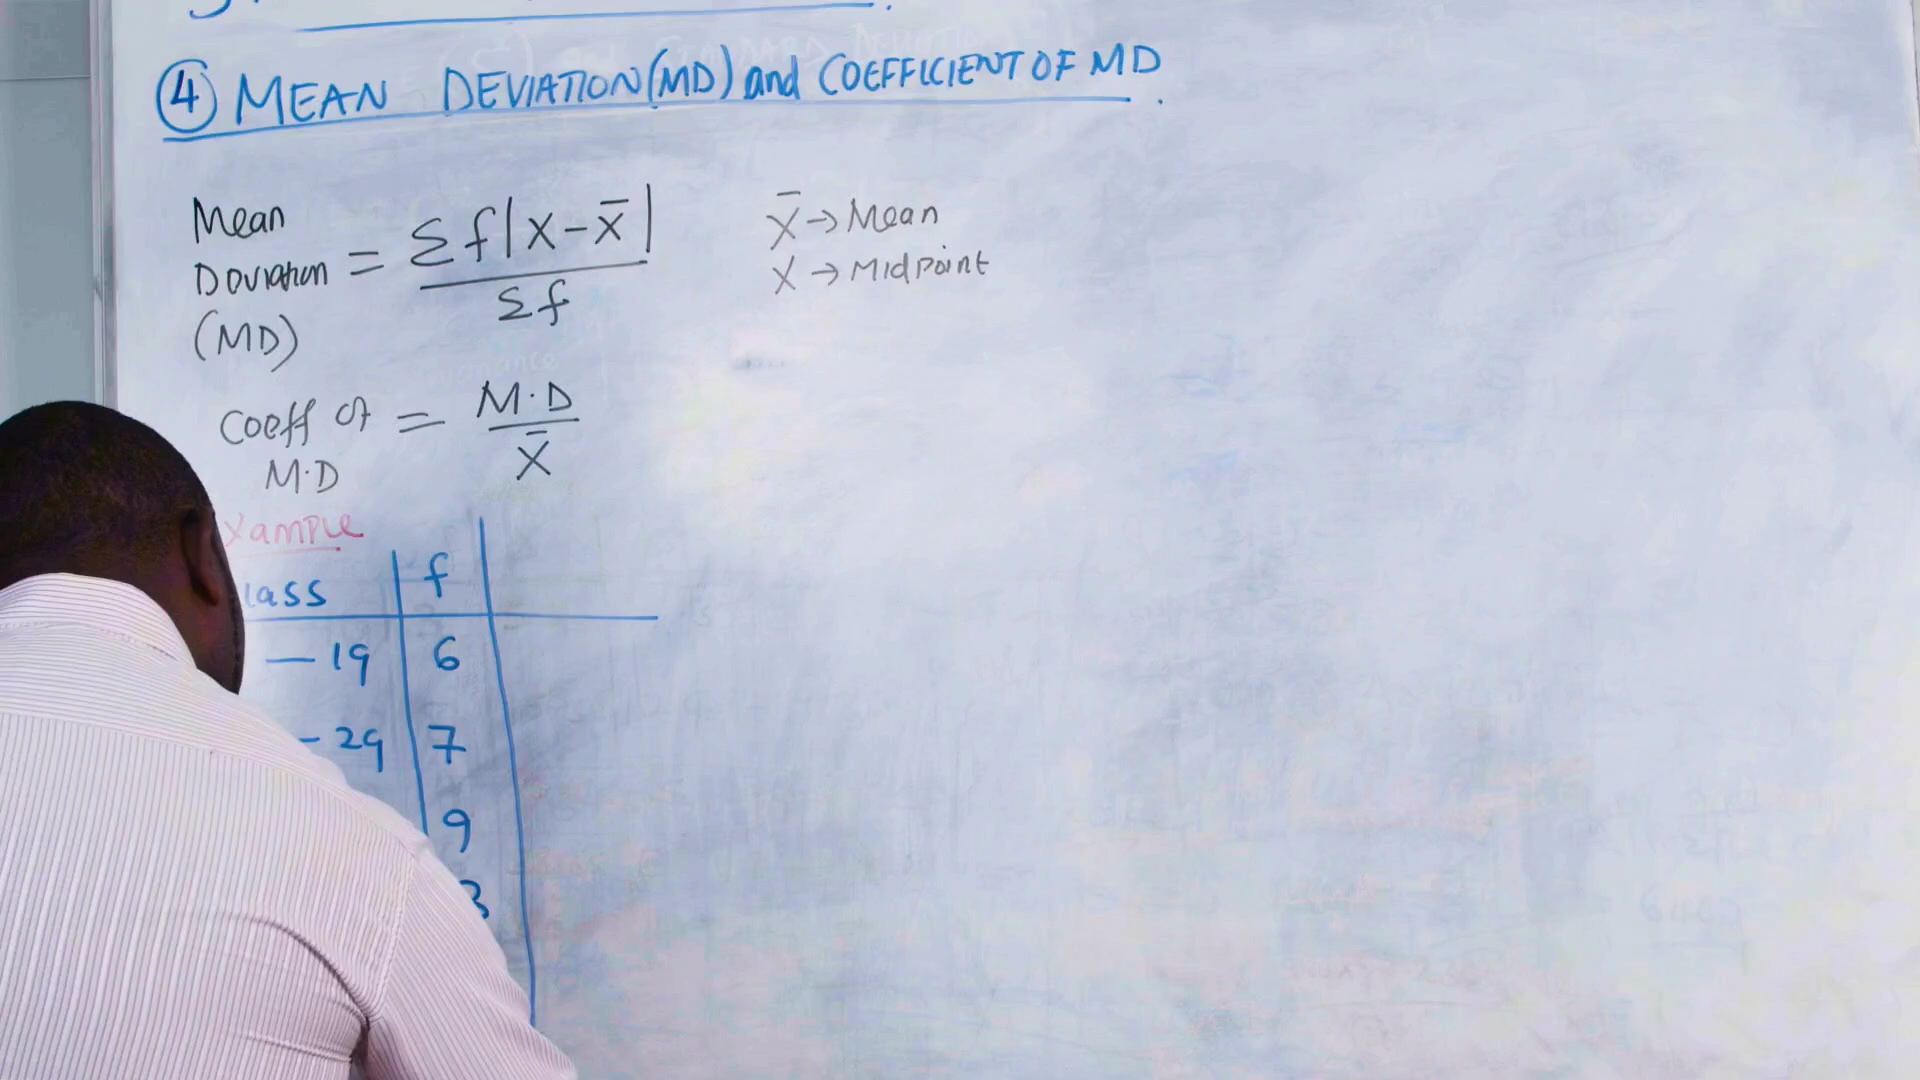 ④ MEAN DEVIATION(MD) and COEFFICIENT OF MD.
Mean Deviation (MD) = Σf|X-X̄| / Σf
X̄ → Mean
X → Midpoint
Coeff of M.D = M.D / X̄
xample
lass f
— 19 6
- 29 7
9
3